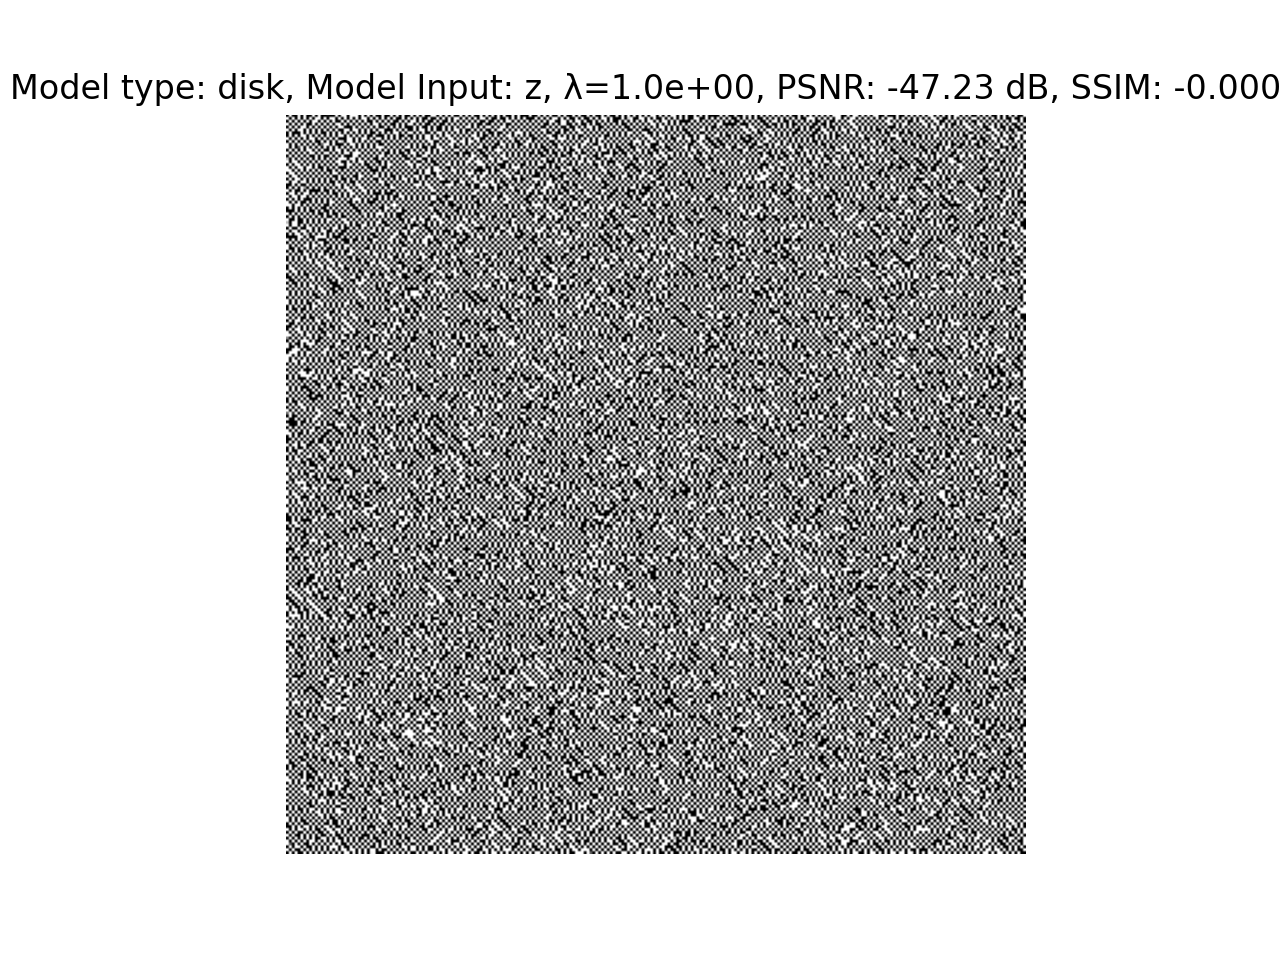 Model type: disk, Model Input: z, λ=1.0e+00, PSNR: -47.23 dB, SSIM: -0.000